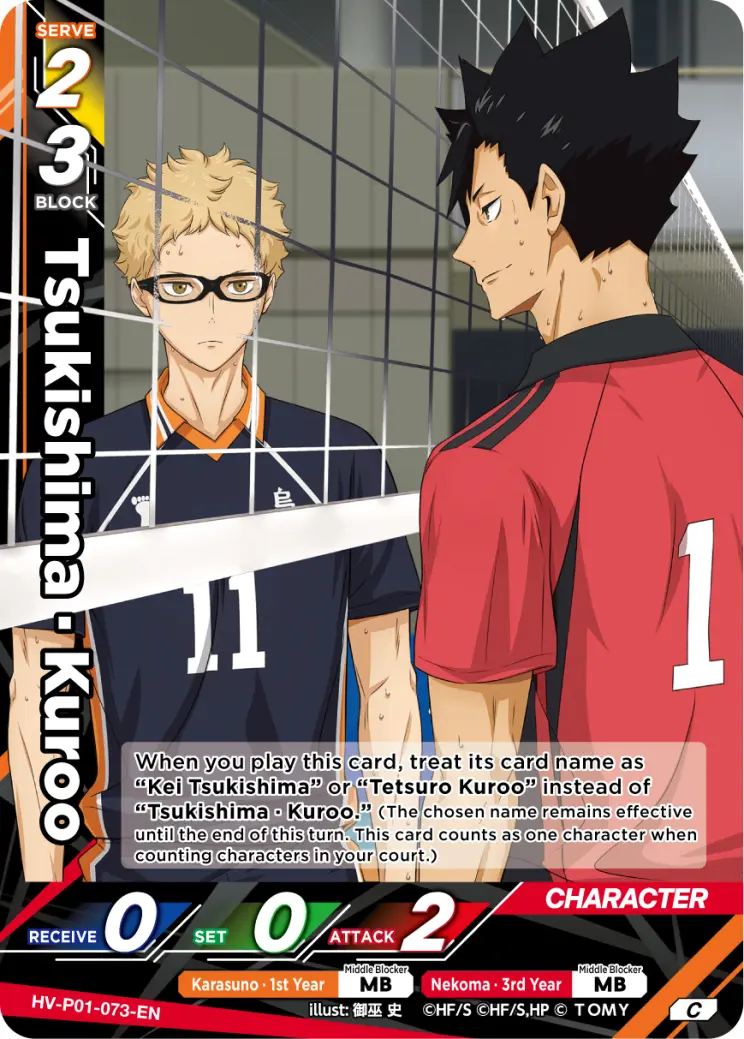 SERVE
2
3
BLOCK
Tsukishima · Kuroo
烏
11
1
When you play this card, treat its card name as
“Kei Tsukishima” or “Tetsuro Kuroo” instead of
“Tsukishima · Kuroo.” (The chosen name remains effective
until the end of this turn. This card counts as one character when
counting characters in your court.)
CHARACTER
RECEIVE 0
SET 0
ATTACK 2
Karasuno · 1st Year Middle Blocker MB
Nekoma · 3rd Year Middle Blocker MB
HV-P01-073-EN
illust: 御巫 史 ©HF/S ©HF/S,HP © TOMY
C